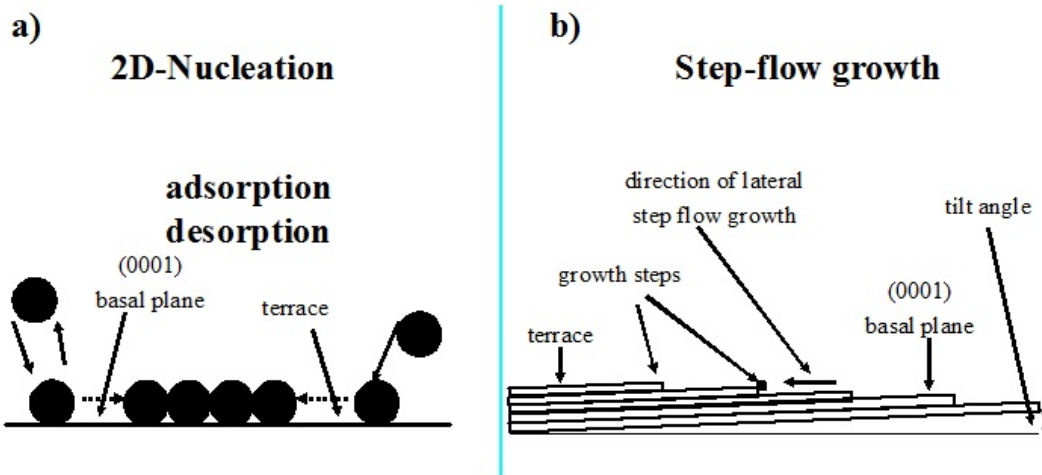 a)
2D-Nucleation
adsorption
desorption
(0001)
basal plane
terrace
b)
Step-flow growth
direction of lateral
step flow growth
tilt angle
growth steps
(0001)
basal plane
terrace